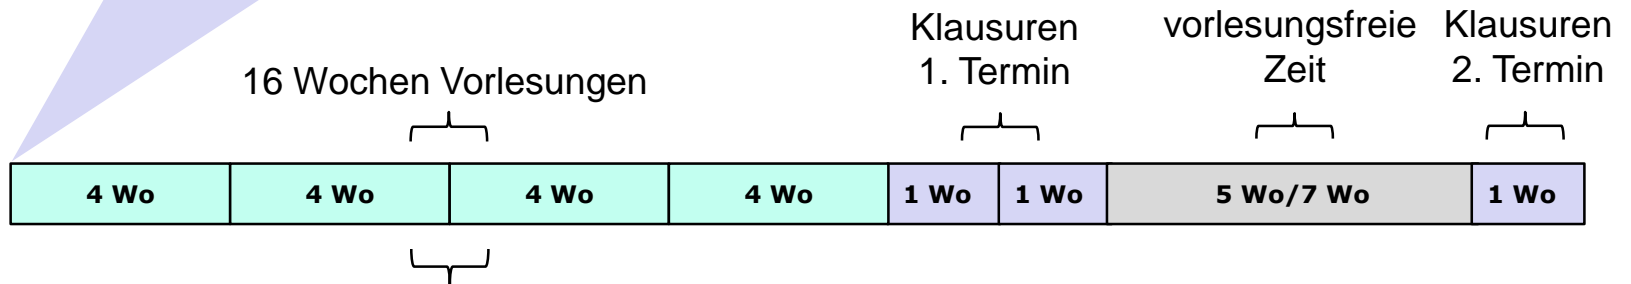 16 Wochen Vorlesungen
Klausuren
1. Termin
vorlesungsfreie
Zeit
Klausuren
2. Termin
4 Wo
4 Wo
4 Wo
4 Wo
1 Wo
1 Wo
5 Wo/7 Wo
1 Wo